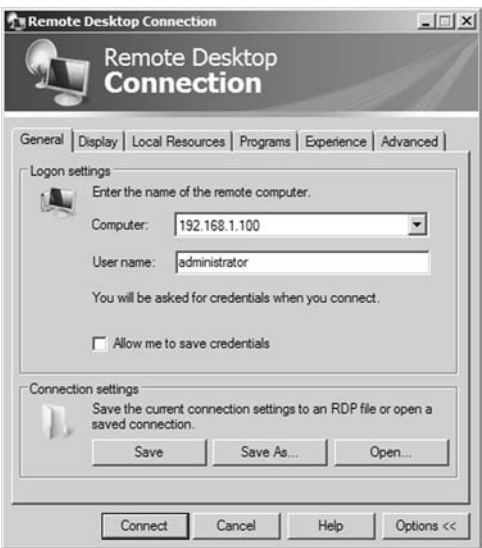 Remote Desktop Connection
Remote Desktop
Connection
General Display Local Resources Programs Experience Advanced
Logon settings
Enter the name of the remote computer.
Computer: 192.168.1.100
User name: administrator
You will be asked for credentials when you connect.
Allow me to save credentials
Connection settings
Save the current connection settings to an RDP file or open a
saved connection.
Save Save As... Open...
Connect Cancel Help Options <<